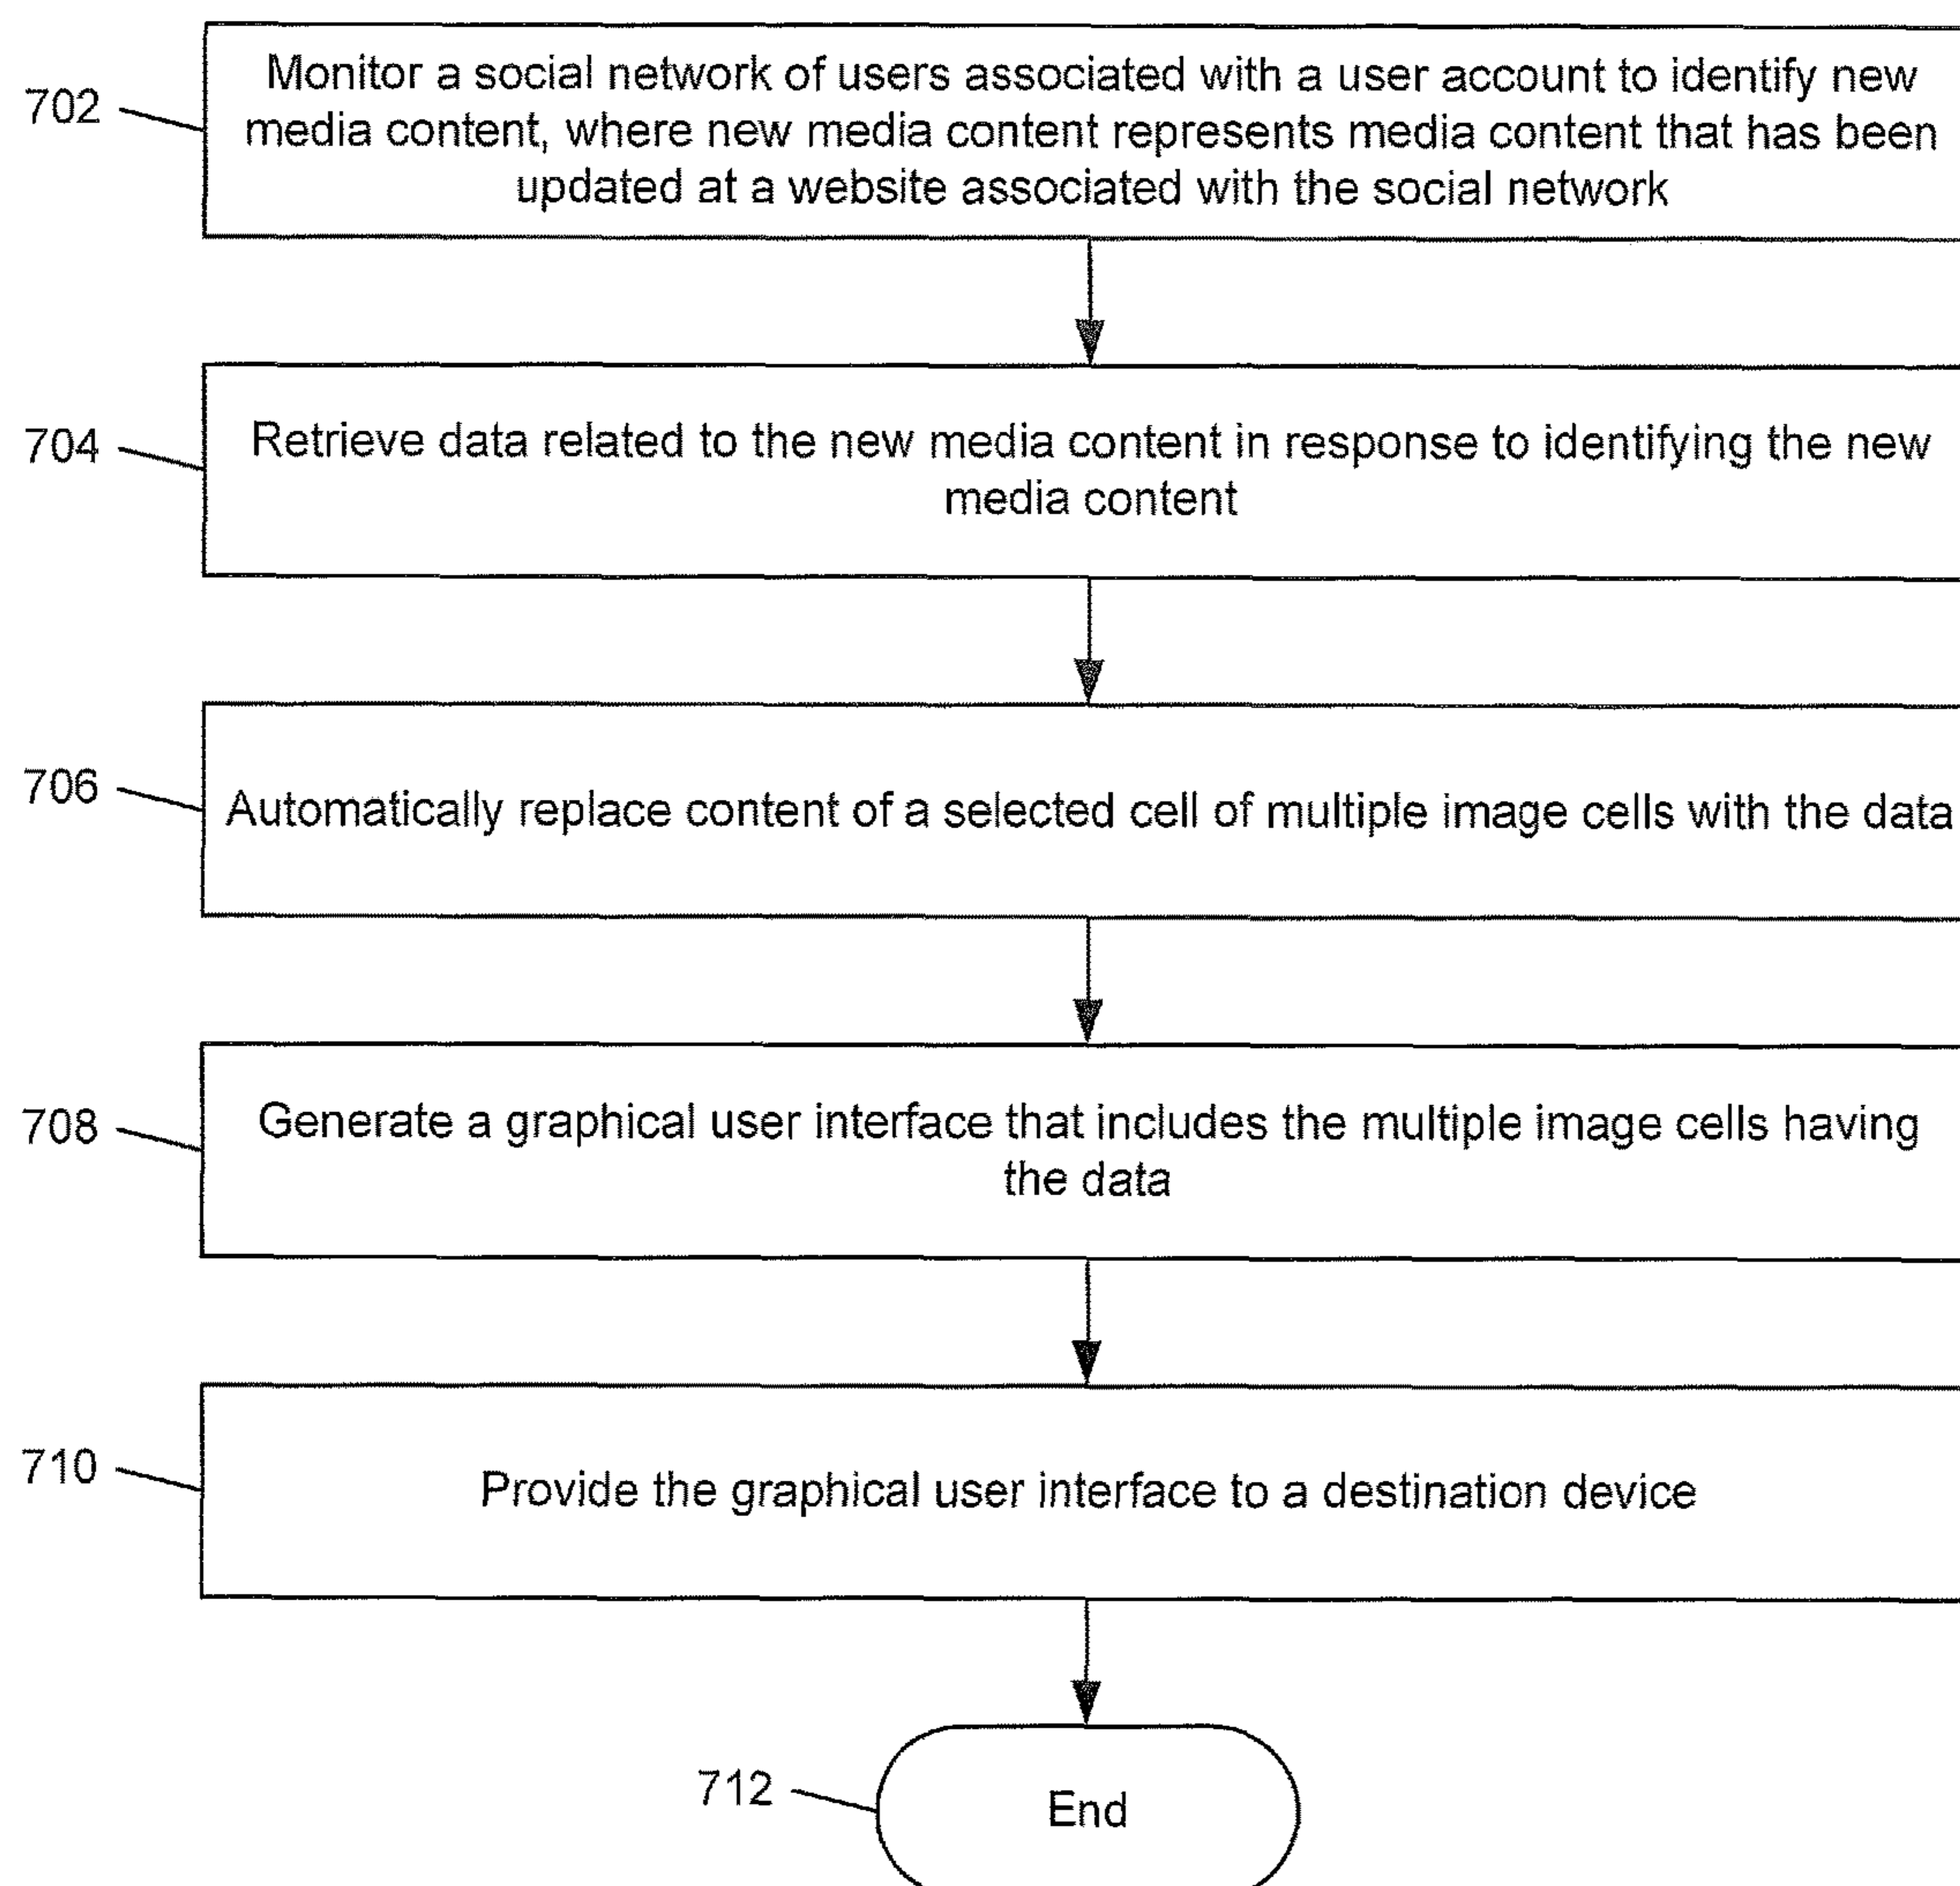 702
Monitor a social network of users associated with a user account to identify new
media content, where new media content represents media content that has been
updated at a website associated with the social network
704
Retrieve data related to the new media content in response to identifying the new
media content
706
Automatically replace content of a selected cell of multiple image cells with the data
708
Generate a graphical user interface that includes the multiple image cells having
the data
710
Provide the graphical user interface to a destination device
712
End